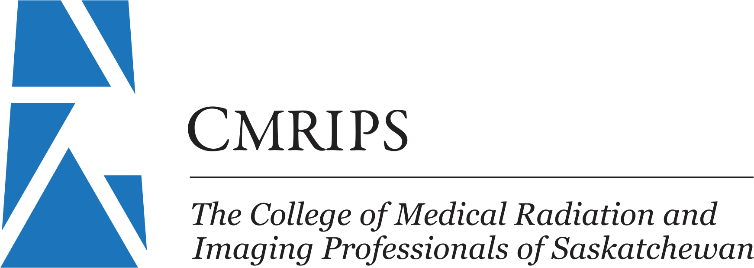 CMRIPS
The College of Medical Radiation and
Imaging Professionals of Saskatchewan